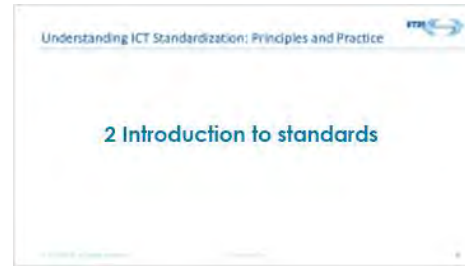 Understanding ICT Standardization: Principles and Practice
ETSI
2 Introduction to standards